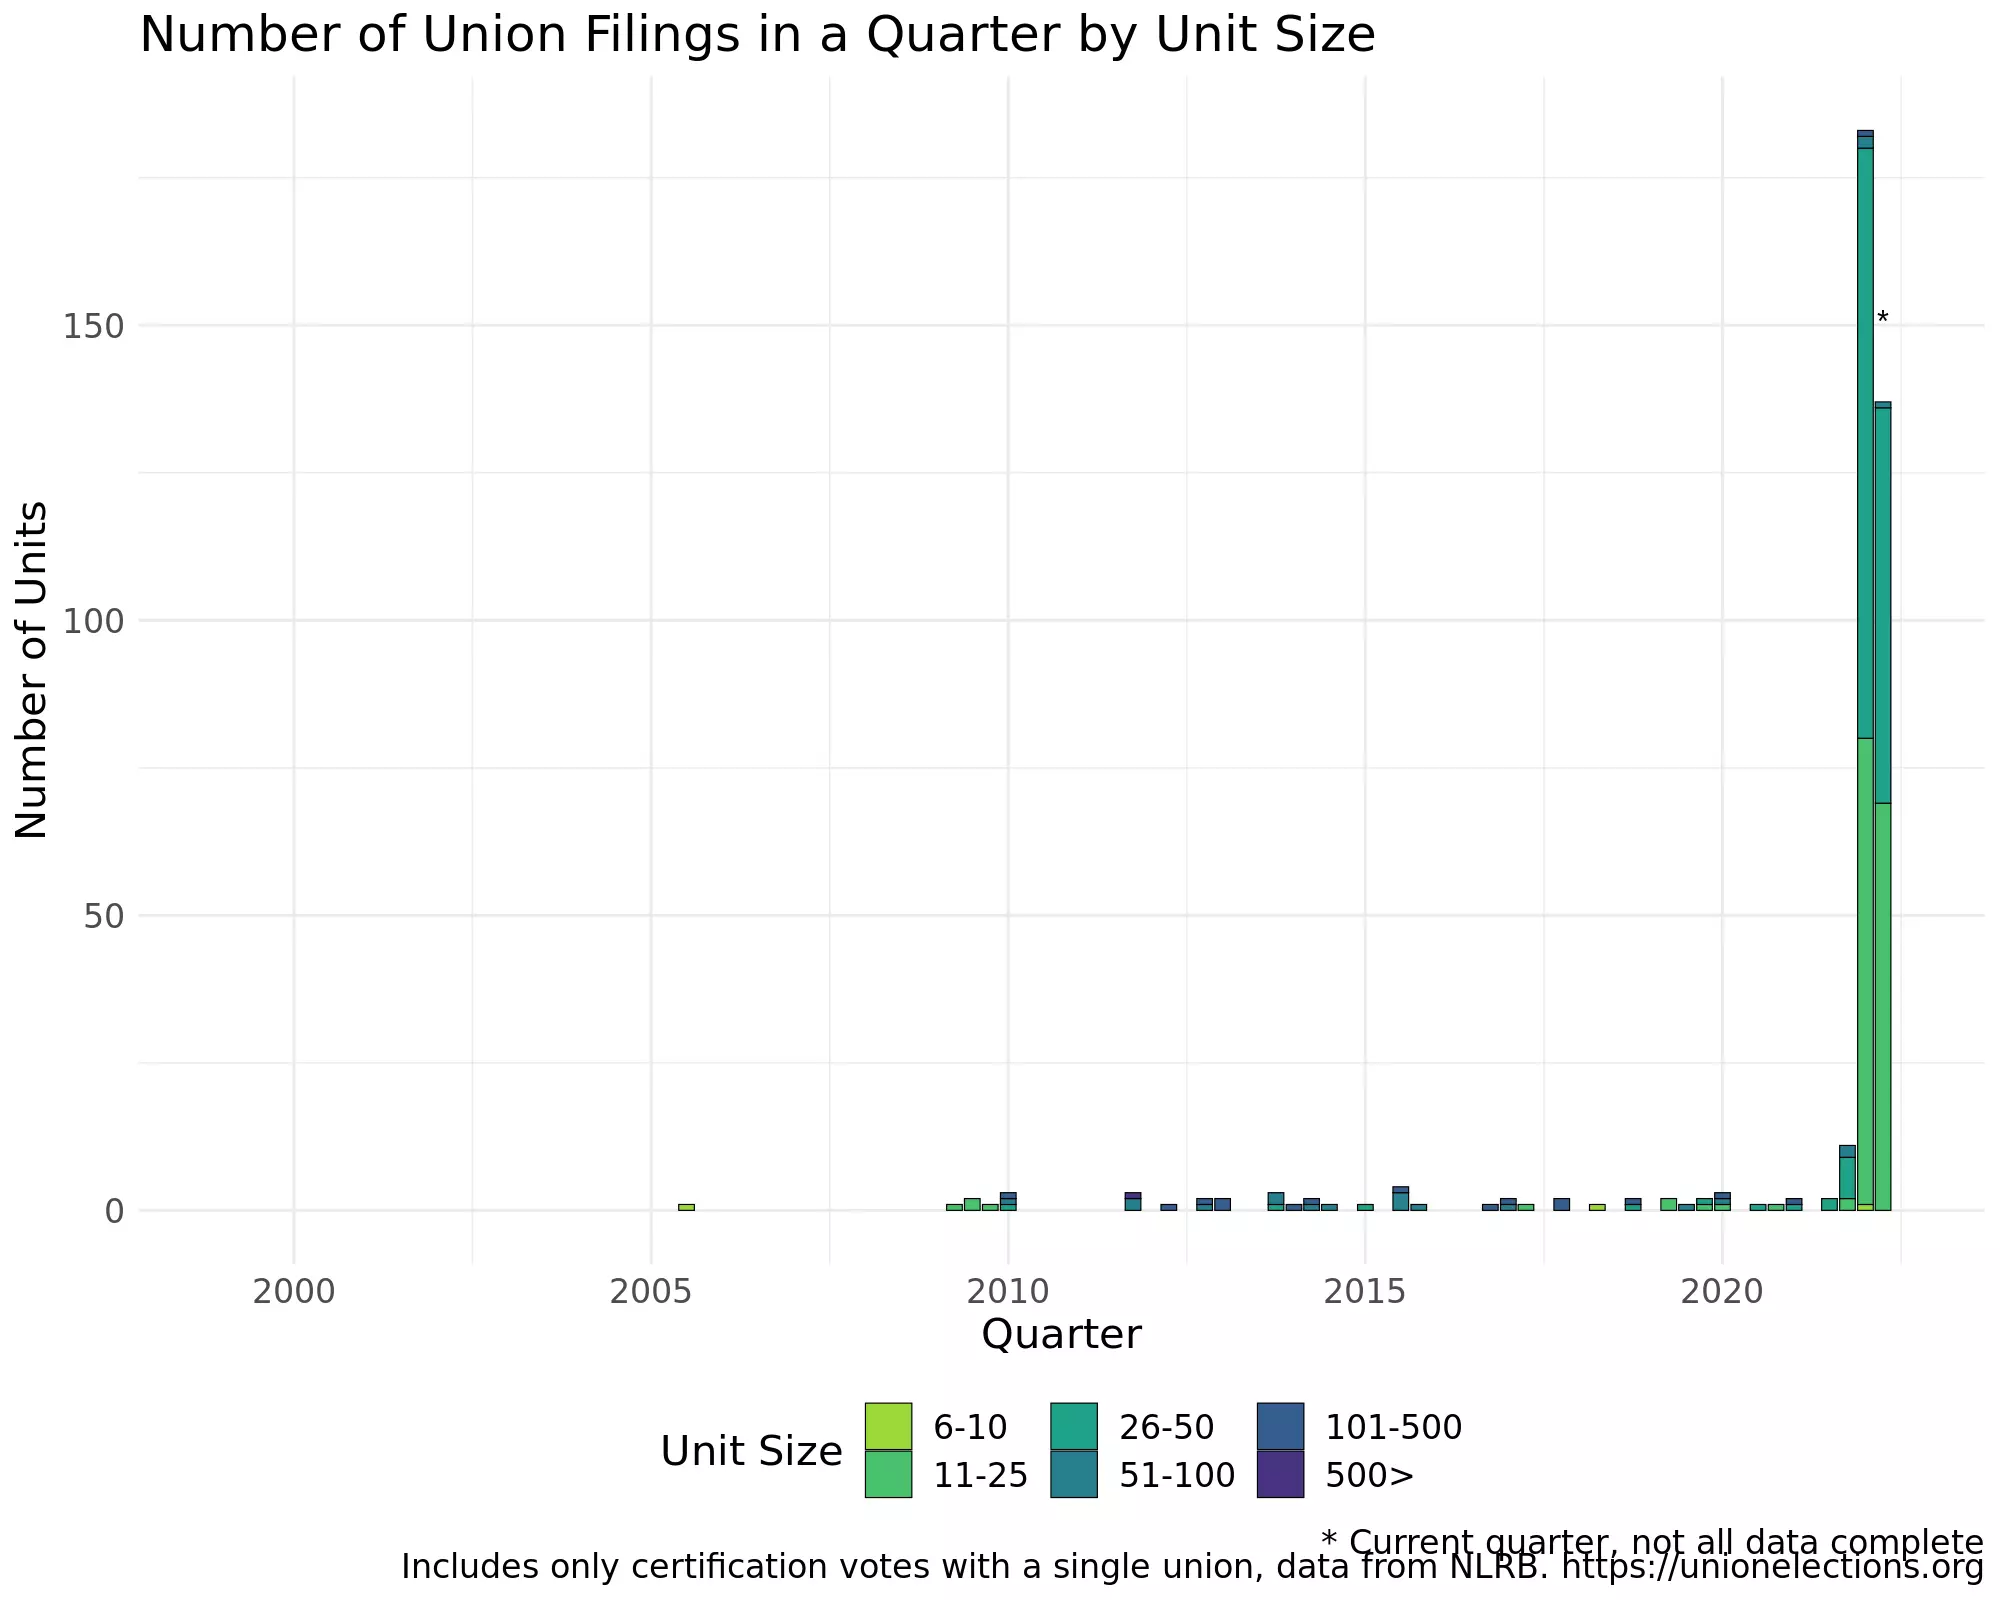 Number of Union Filings in a Quarter by Unit Size
Number of Units
150
100
50
0
*
2000 2005 2010 2015 2020
Quarter
Unit Size
6-10 26-50 101-500
11-25 51-100 500>
* Current quarter, not all data complete
Includes only certification votes with a single union, data from NLRB. https://unionelections.org